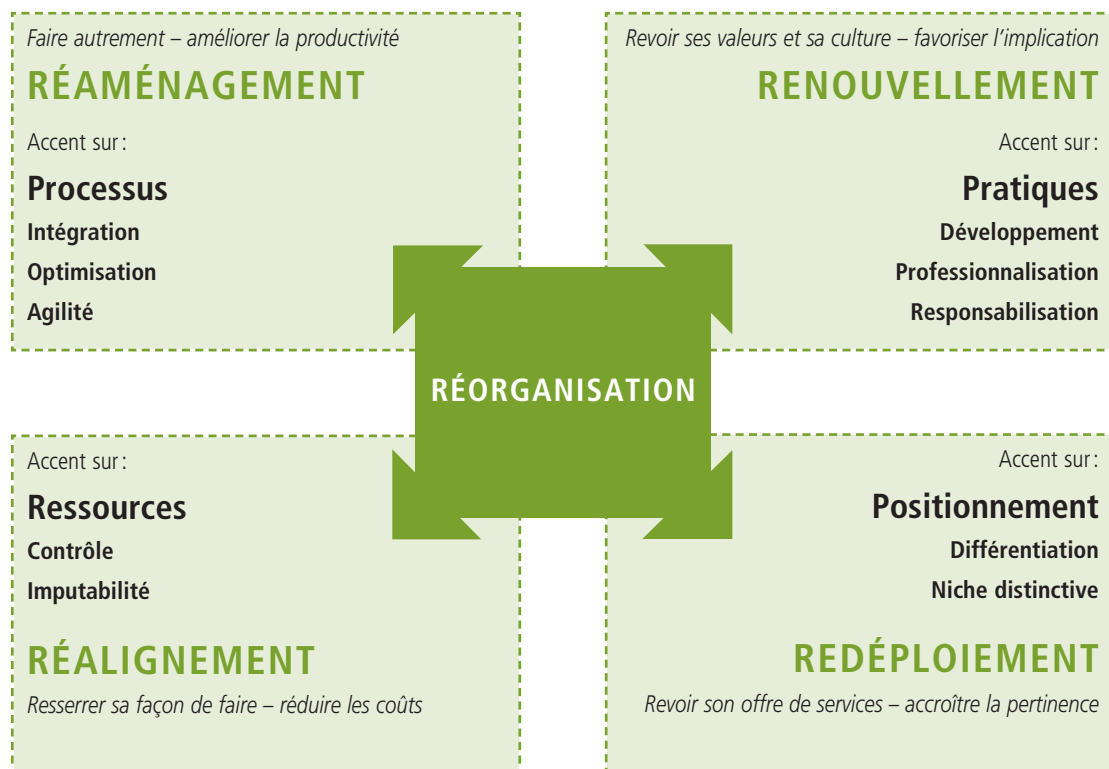 Faire autrement – améliorer la productivité
RÉAMÉNAGEMENT
Accent sur :
Processus
Intégration
Optimisation
Agilité
Revoir ses valeurs et sa culture – favoriser l’implication
RENOUVELLEMENT
Accent sur :
Pratiques
Développement
Professionnalisation
Responsabilisation
RÉORGANISATION
Accent sur :
Ressources
Contrôle
Imputabilité
RÉALIGNEMENT
Resserrer sa façon de faire – réduire les coûts
Accent sur :
Positionnement
Différentiation
Niche distinctive
REDÉPLOIEMENT
Revoir son offre de services – accroître la pertinence